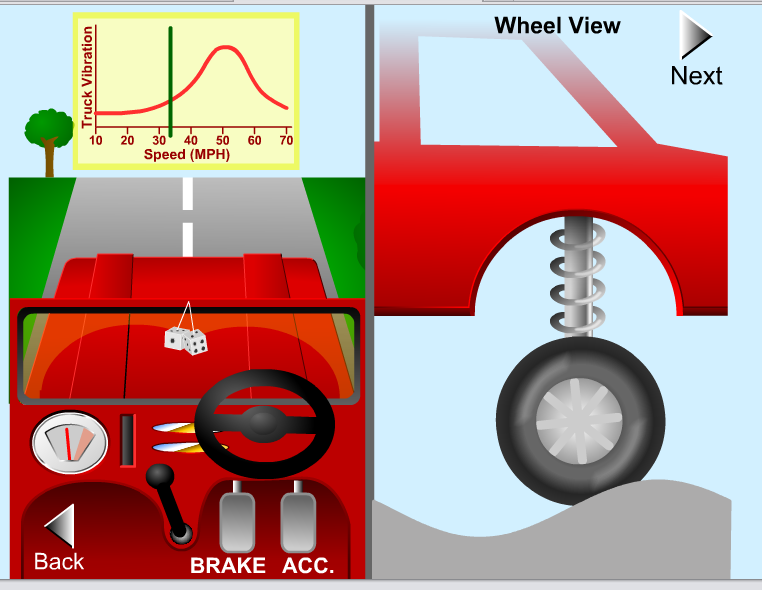 Truck Vibration
10 20 30 40 50 60 70
Speed (MPH)
Back
BRAKE ACC.
Wheel View
Next